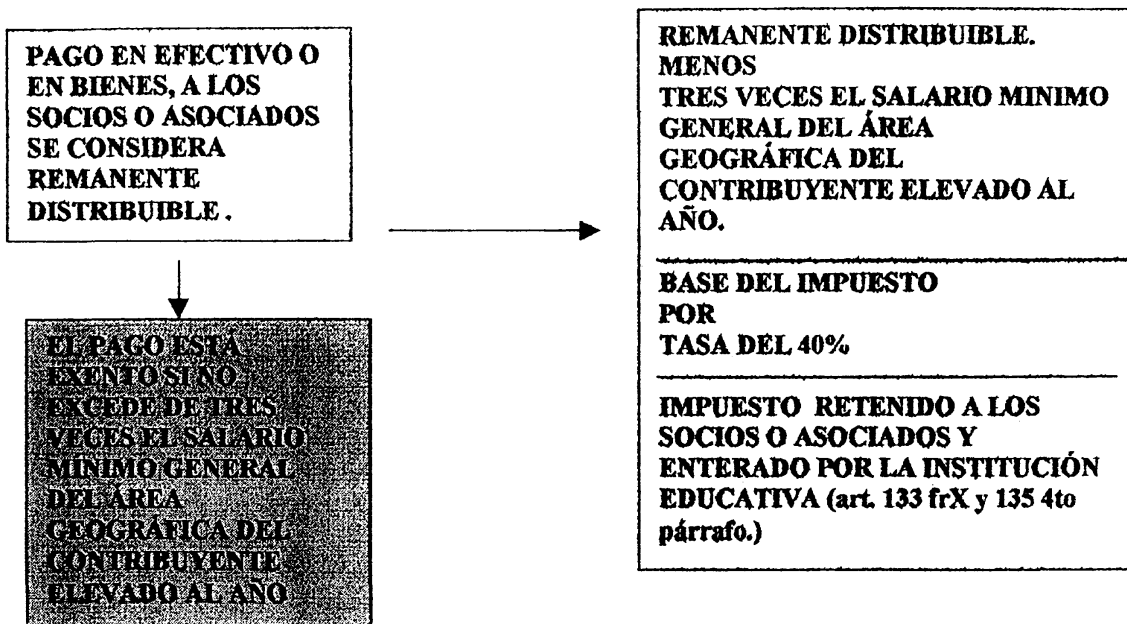 PAGO EN EFECTIVO O
EN BIENES, A LOS
SOCIOS O ASOCIADOS
SE CONSIDERA
REMANENTE
DISTRIBUIBLE.
EL PAGO ESTÁ
EXENTO SI NO
EXCEDE DE TRES
VECES EL SALARIO
MÍNIMO GENERAL
DEL ÁREA
GEOGRÁFICA DEL
CONTRIBUYENTE
ELEVADO AL AÑO
REMANENTE DISTRIBUIBLE.
MENOS
TRES VECES EL SALARIO MINIMO
GENERAL DEL ÁREA
GEOGRÁFICA DEL
CONTRIBUYENTE ELEVADO AL
AÑO.
BASE DEL IMPUESTO
POR
TASA DEL 40%
IMPUESTO RETENIDO A LOS
SOCIOS O ASOCIADOS Y
ENTERADO POR LA INSTITUCIÓN
EDUCATIVA (art. 133 frX y 135 4to
párrafo.)